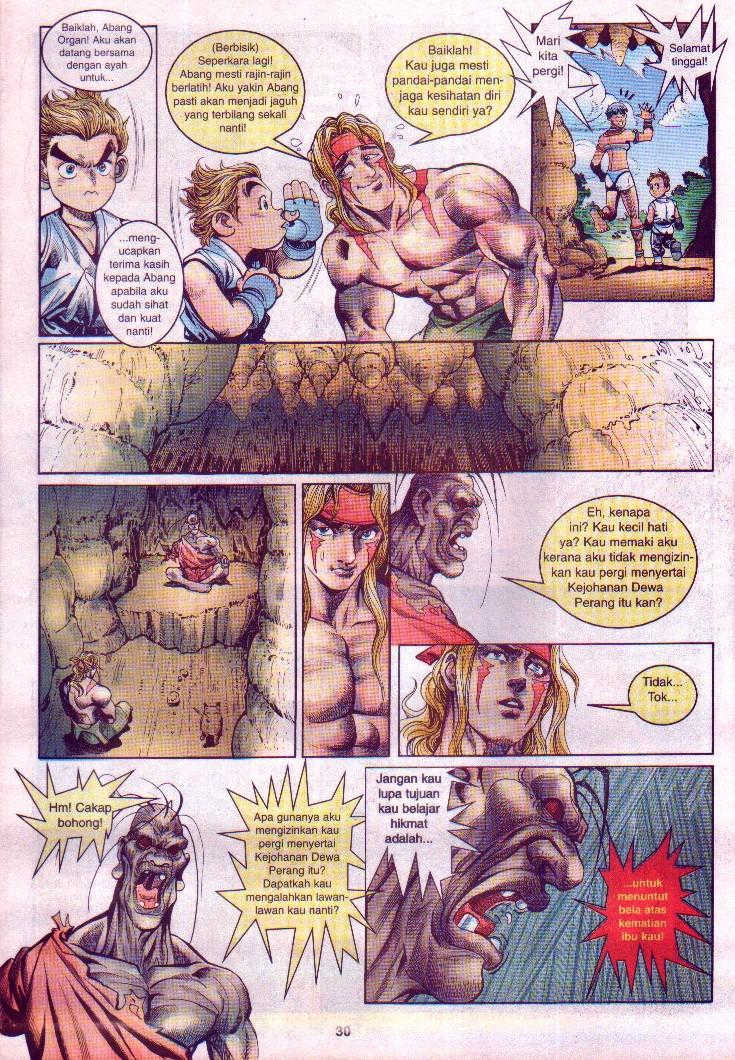 Baiklah, Abang
Organ! Aku akan
datang bersama
dengan ayah
untuk...
...meng-
ucapkan
terima kasih
kepada Abang
apabila aku
sudah sihat
dan kuat
nanti!
(Berbisik)
Seperkara lagi!
Abang mesti rajin-rajin
berlatih! Aku yakin Abang
pasti akan menjadi jaguh
yang terbilang sekali
nanti!
Baiklah!
Kau juga mesti
pandai-pandai men-
jaga kesihatan diri
kau sendiri ya?
Mari
kita
pergi!
Selamat
tinggal!
Eh, kenapa
ini? Kau kecil hati
ya? Kau memaki aku
kerana aku tidak mengizin-
kan kau pergi menyertai
Kejohanan Dewa
Perang itu kan?
Tidak...
Tok...
Hm! Cakap
bohong!
Apa gunanya aku
mengizinkan kau
pergi menyertai
Kejohanan Dewa
Perang itu?
Dapatkah kau
mengalahkan lawan-
lawan kau nanti?
Jangan kau
lupa tujuan
kau belajar
hikmat
adalah...
...untuk
menuntut
bela atas
kematian
ibu kau!
30